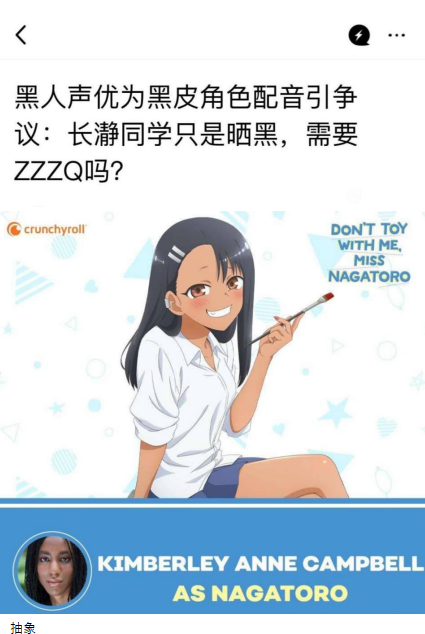 黑人声优为黑皮角色配音引争
议：长瀞同学只是晒黑，需要
ZZZQ吗？
crunchyroll
DON'T TOY
WITH ME,
MISS
NAGATORO
KIMBERLEY ANNE CAMPBELL
AS NAGATORO
抽象